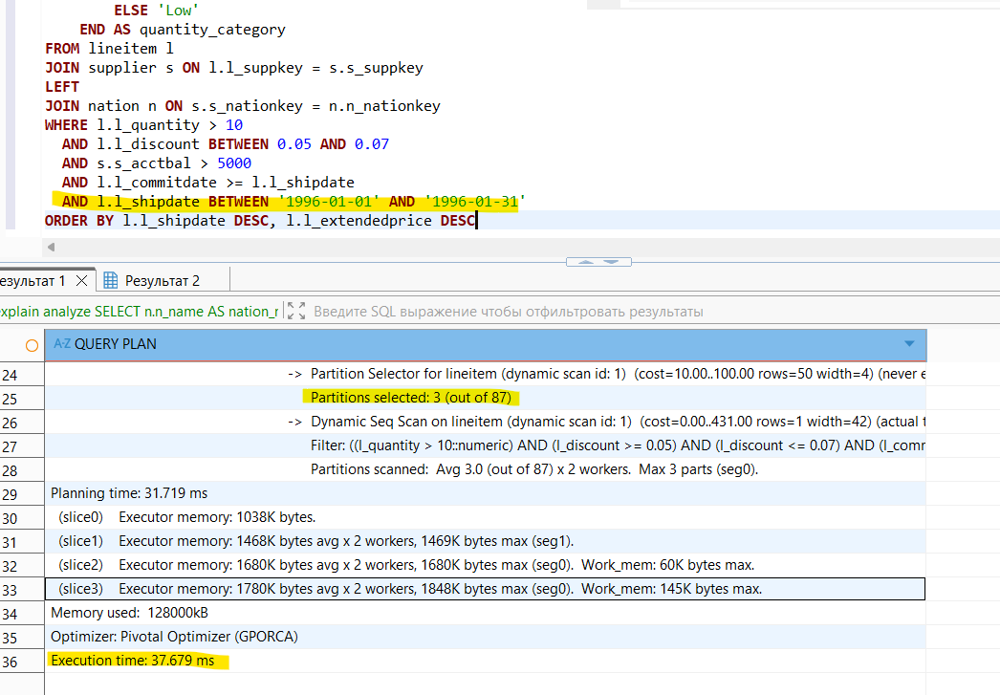 ELSE 'Low'
END AS quantity_category
FROM lineitem l
JOIN supplier s ON l.l_suppkey = s.s_suppkey
LEFT
JOIN nation n ON s.s_nationkey = n.n_nationkey
WHERE l.l_quantity > 10
AND l.l_discount BETWEEN 0.05 AND 0.07
AND s.s_acctbal > 5000
AND l.l_commitdate >= l.l_shipdate
AND l.l_shipdate BETWEEN '1996-01-01' AND '1996-01-31'
ORDER BY l.l_shipdate DESC, l.l_extendedprice DESC
езультат 1 Результат 2
explain analyze SELECT n.n_name AS nation_r Введите SQL выражение чтобы отфильтровать результаты
A-Z QUERY PLAN
24 -> Partition Selector for lineitem (dynamic scan id: 1) (cost=10.00..100.00 rows=50 width=4) (never e
25 Partitions selected: 3 (out of 87)
26 -> Dynamic Seq Scan on lineitem (dynamic scan id: 1) (cost=0.00..431.00 rows=1 width=42) (actual t
27 Filter: ((l_quantity > 10::numeric) AND (l_discount >= 0.05) AND (l_discount <= 0.07) AND (l_comr
28 Partitions scanned: Avg 3.0 (out of 87) x 2 workers. Max 3 parts (seg0).
29 Planning time: 31.719 ms
30 (slice0) Executor memory: 1038K bytes.
31 (slice1) Executor memory: 1468K bytes avg x 2 workers, 1469K bytes max (seg1).
32 (slice2) Executor memory: 1680K bytes avg x 2 workers, 1680K bytes max (seg0). Work_mem: 60K bytes max.
33 (slice3) Executor memory: 1780K bytes avg x 2 workers, 1848K bytes max (seg0). Work_mem: 145K bytes max.
34 Memory used: 128000kB
35 Optimizer: Pivotal Optimizer (GPORCA)
36 Execution time: 37.679 ms